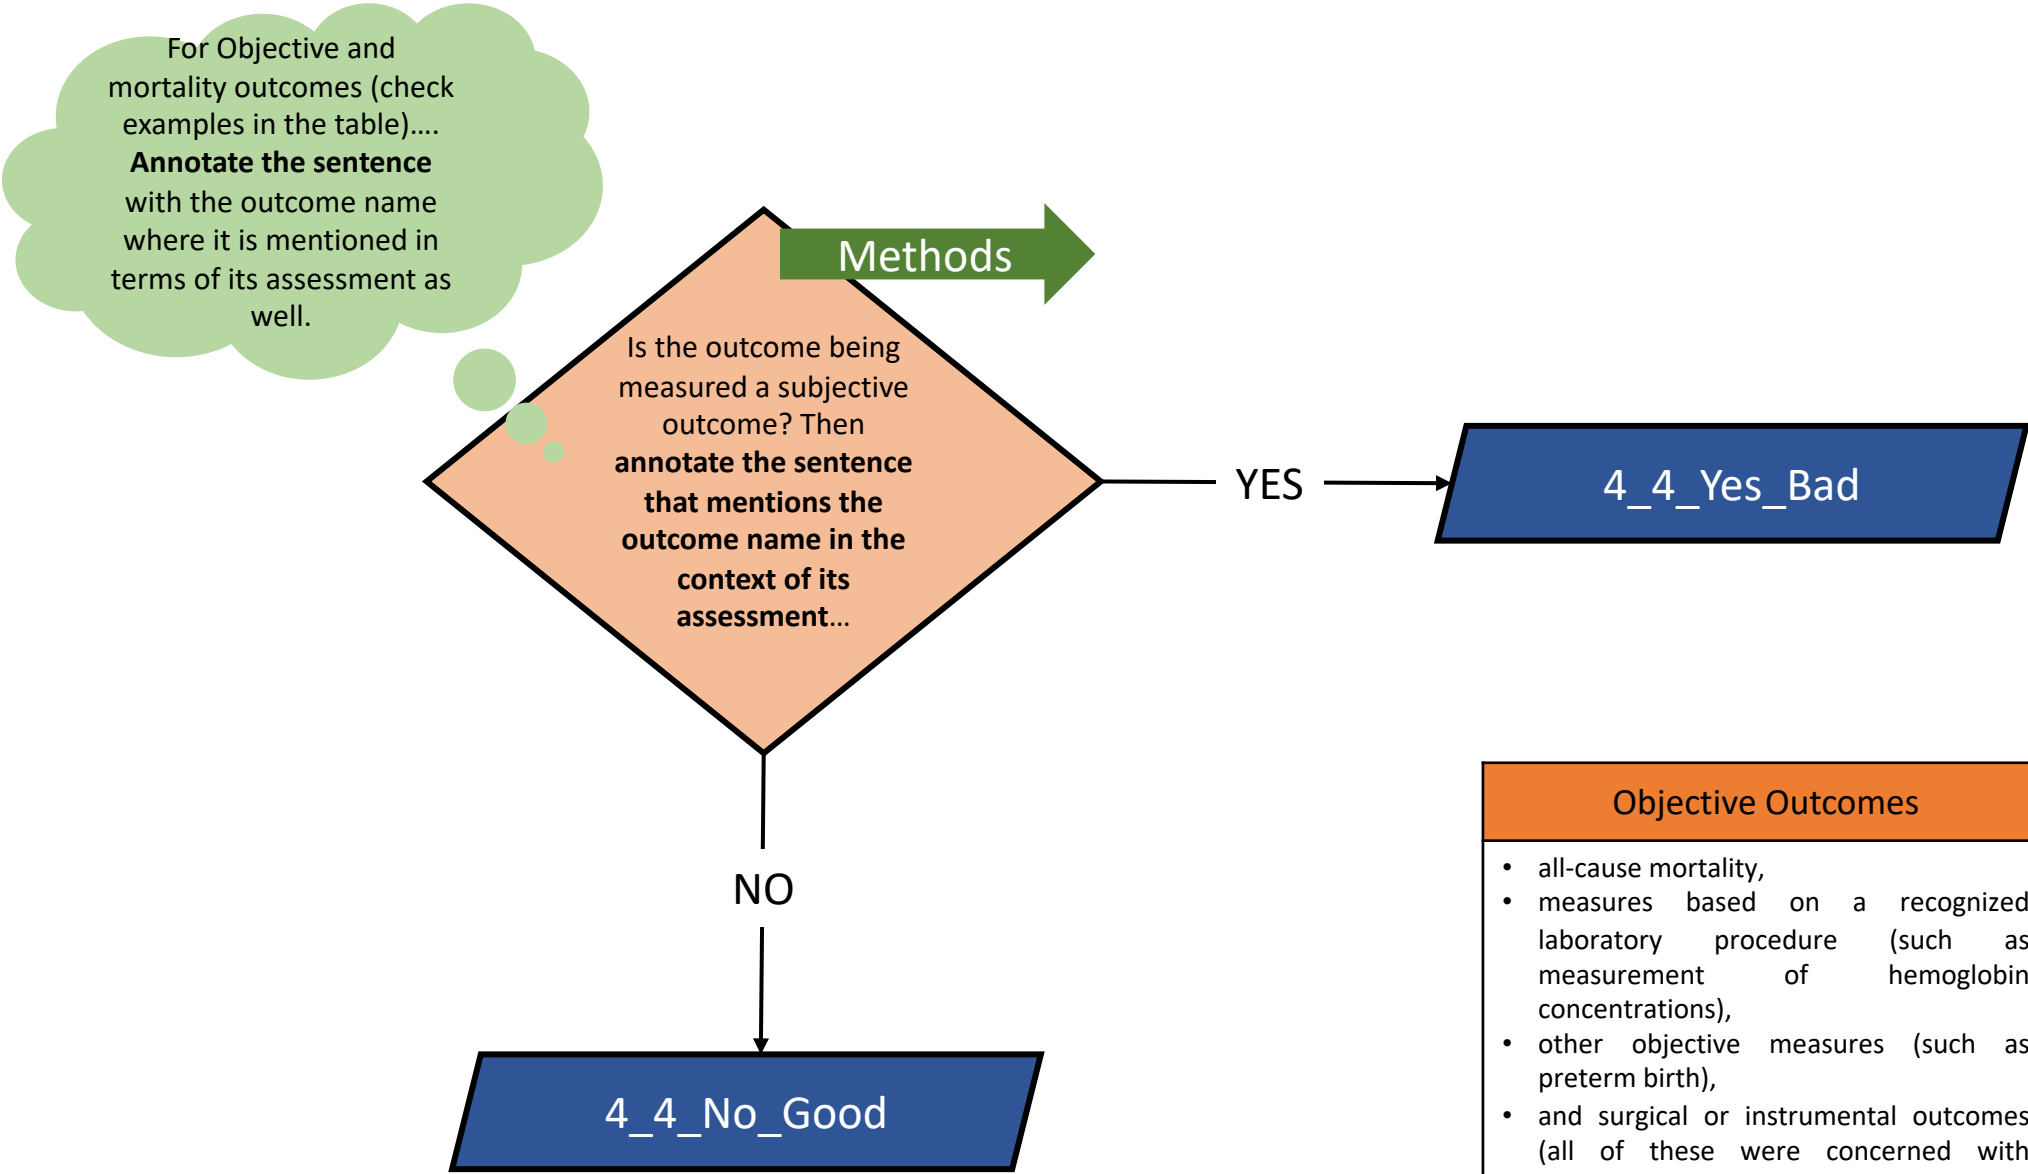 For Objective and
mortality outcomes (check
examples in the table)....
Annotate the sentence
with the outcome name
where it is mentioned in
terms of its assessment as
well.
Methods
Is the outcome being
measured a subjective
outcome? Then
annotate the sentence
that mentions the
outcome name in the
context of its
assessment...
YES
4_4_Yes_Bad
NO
4_4_No_Good
Objective Outcomes
• all-cause mortality,
• measures based on a recognized
laboratory procedure (such as
measurement of hemoglobin
concentrations),
• other objective measures (such as
preterm birth),
• and surgical or instrumental outcomes
(all of these were concerned with